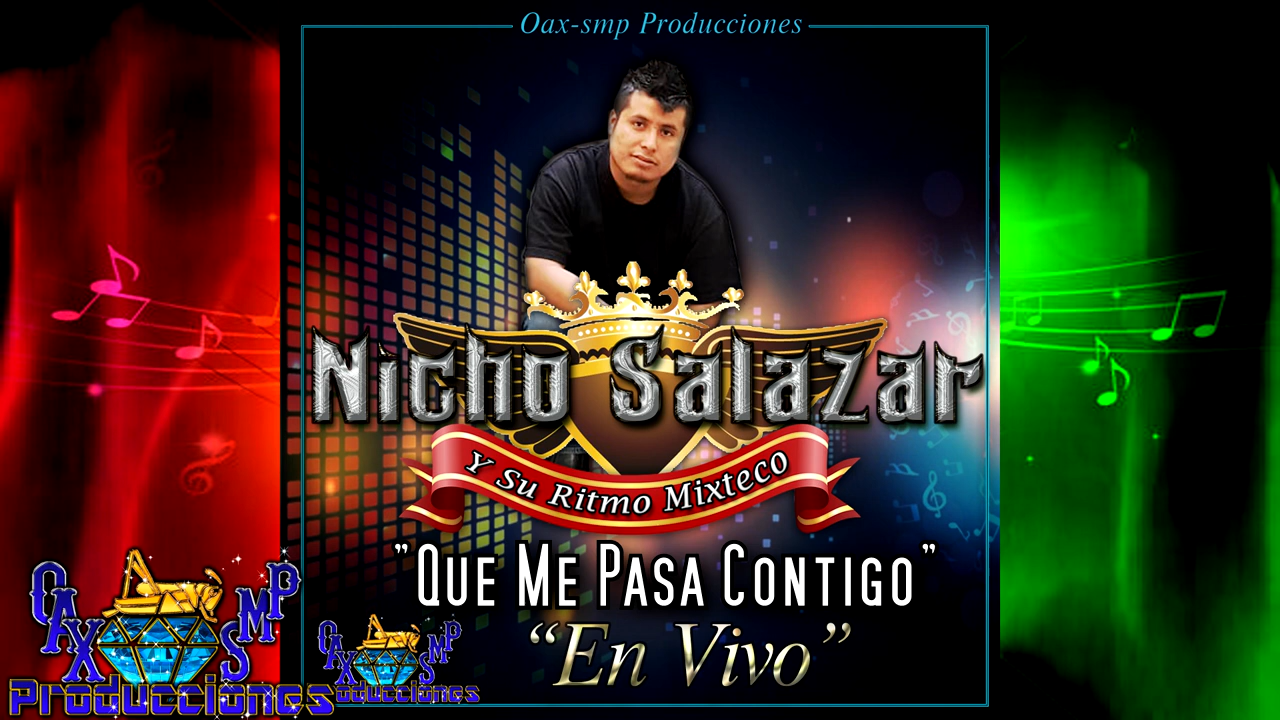 Oax-smp Producciones
Nicho Salazar
Y Su Ritmo Mixteco
"QUE ME PASA CONTIGO"
"En Vivo"
OAX SMP
Producciones
OAX SMP
oducciones